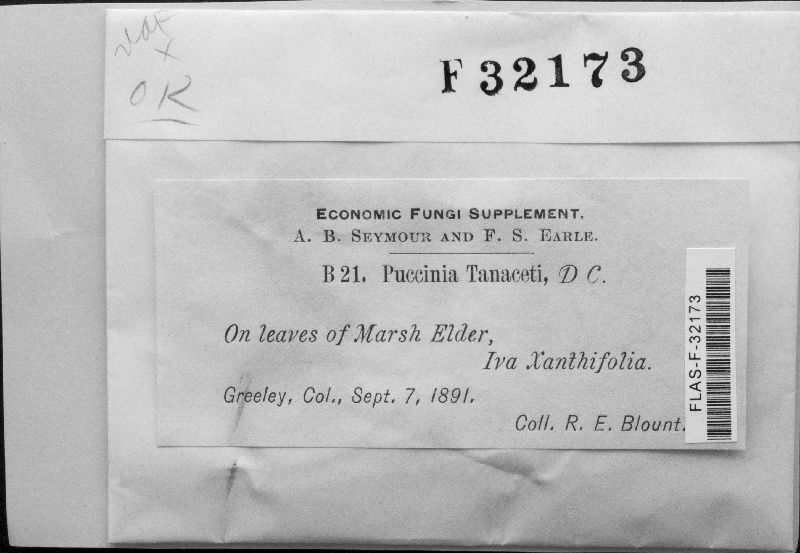 x
OR
F 32173
ECONOMIC FUNGI SUPPLEMENT.
A. B. SEYMOUR AND F. S. EARLE.
B 21. Puccinia Tanaceti, D C.
On leaves of Marsh Elder,
Iva Xanthifolia.
Greeley, Col., Sept. 7, 1891.
Coll. R. E. Blount.
FLAS-F-32173